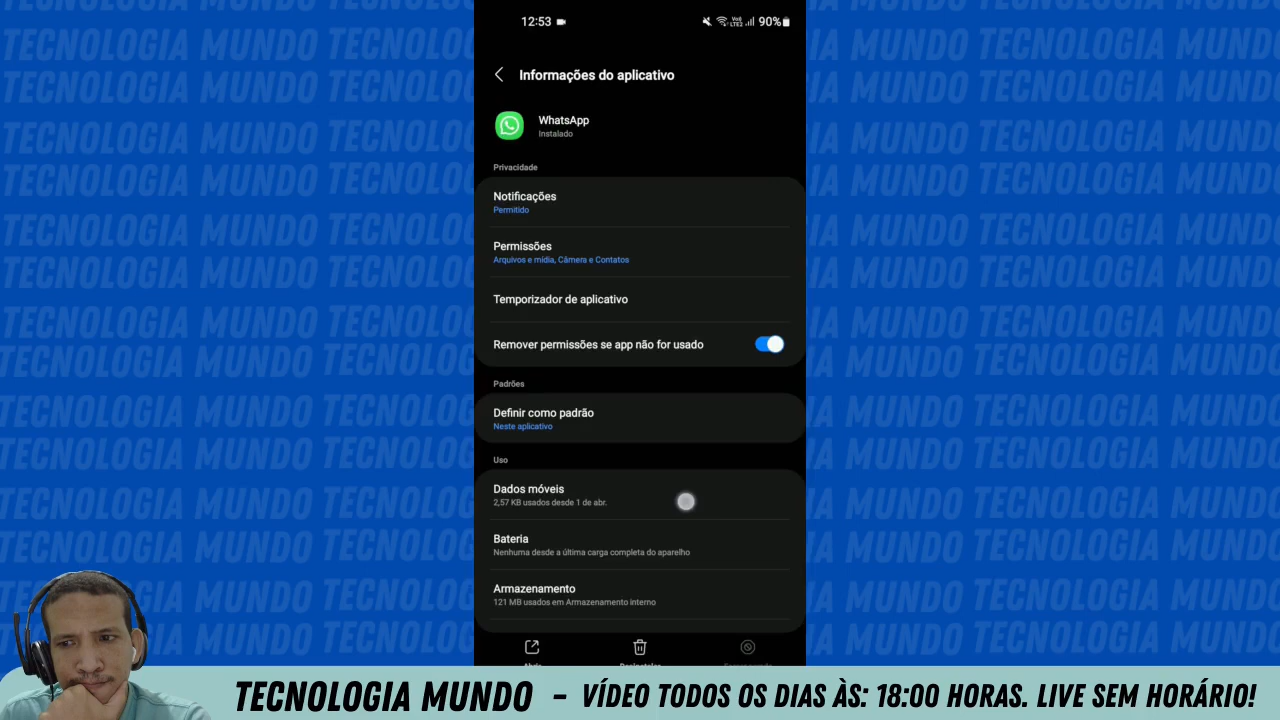 12:53
Vo)) LTE2 90%
Informações do aplicativo
WhatsApp
Instalado
Privacidade
Notificações
Permitido
Permissões
Arquivos e mídia, Câmera e Contatos
Temporizador de aplicativo
Remover permissões se app não for usado
Padrões
Definir como padrão
Neste aplicativo
Uso
Dados móveis
2,57 KB usados desde 1 de abr.
Bateria
Nenhuma desde a última carga completa do aparelho
Armazenamento
121 MB usados em Armazenamento interno
TECNOLOGIA MUNDO - VÍDEO TODOS OS DIAS ÀS: 18:00 HORAS. LIVE SEM HORÁRIO!
TECNOLOGIA MUNDO